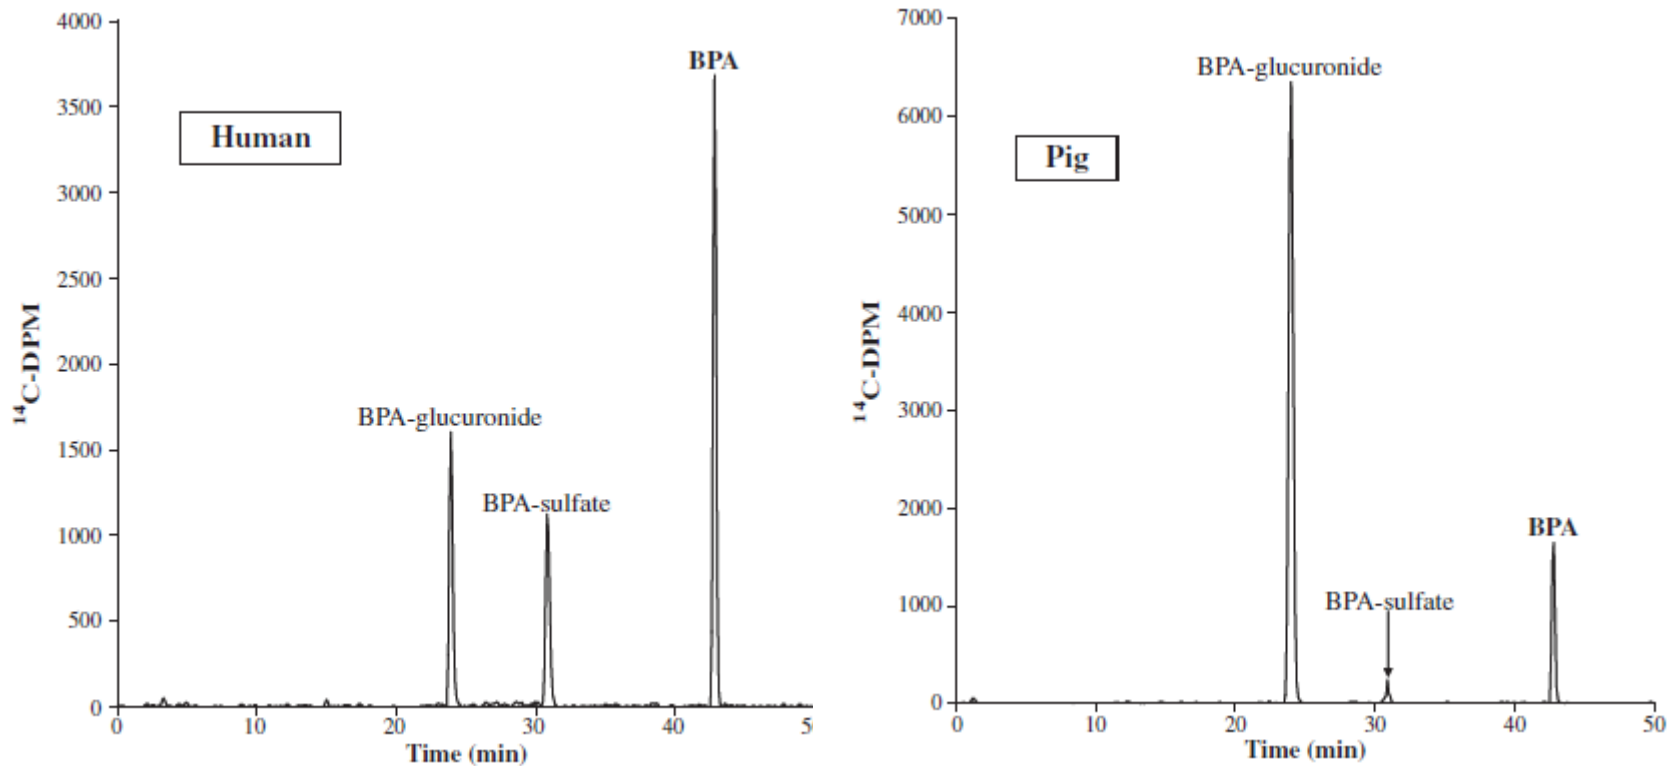 4000
3500
3000
2500
2000
1500
1000
500
0
¹⁴C-DPM
Human
BPA-glucuronide
BPA-sulfate
BPA
0 10 20 30 40 5
Time (min)
7000
6000
5000
4000
3000
2000
1000
0
¹⁴C-DPM
Pig
BPA-glucuronide
BPA-sulfate
BPA
0 10 20 30 40 50
Time (min)